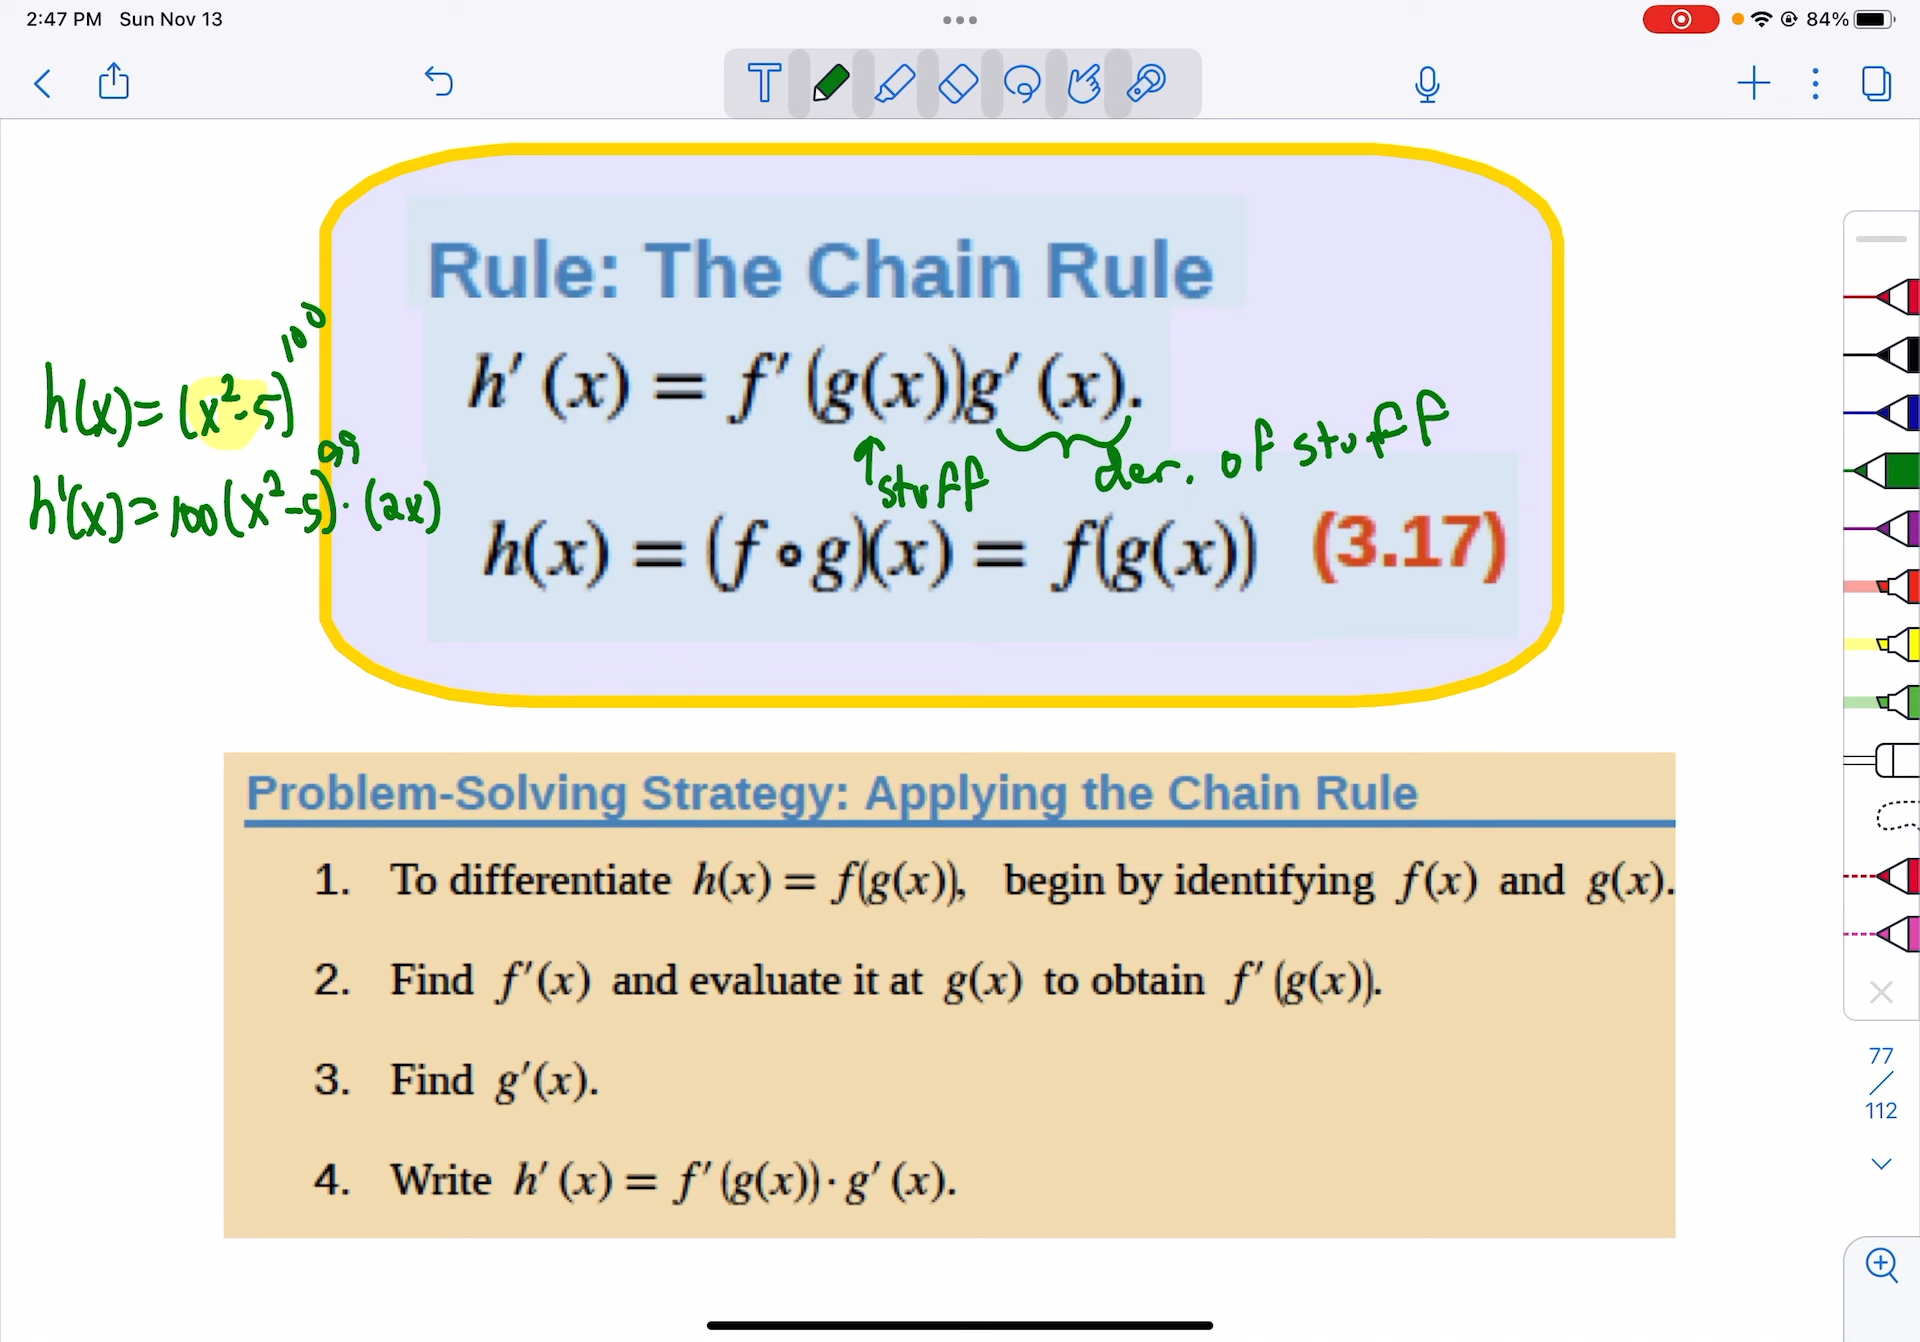 2:47 PM Sun Nov 13
84%
Rule: The Chain Rule
h′ (x) = f′ (g(x))g′ (x).
stuff
der. of stuff
h(x) = (f∘g)(x) = f(g(x)) (3.17)
h(x) = (x²-5)¹⁰⁰
h'(x) = 100(x²-5)⁹⁹ · (2x)
Problem-Solving Strategy: Applying the Chain Rule
1. To differentiate h(x) = f(g(x)), begin by identifying f(x) and g(x).
2. Find f′(x) and evaluate it at g(x) to obtain f′ (g(x)).
3. Find g′(x).
4. Write h′ (x) = f′ (g(x)) · g′ (x).
77
/
112